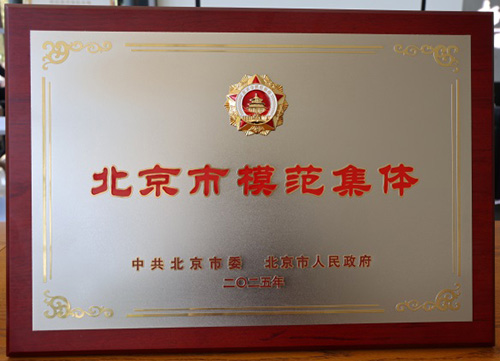 北京市模范集体
中共北京市委 北京市人民政府
二〇二五年